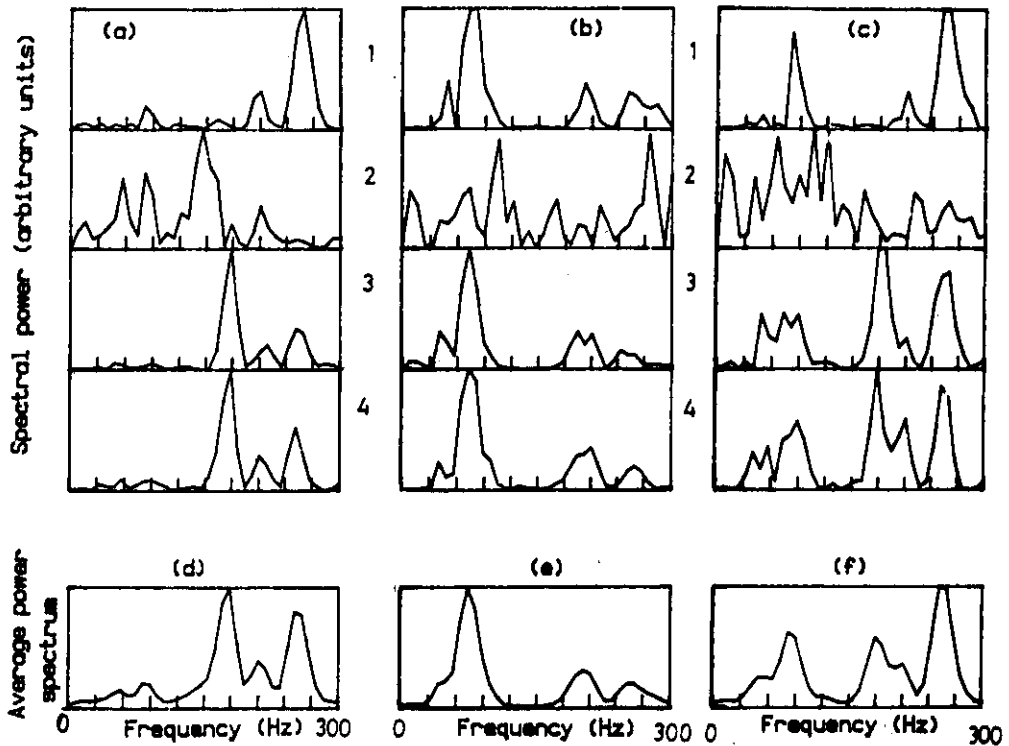 (a)
(b)
(c)
1
1
2
2
3
3
4
4
Spectral power (arbitrary units)
(d)
(e)
(f)
Average power
spectrum
0
Frequency (Hz)
300
0
Frequency (Hz)
300
0
Frequency (Hz)
300